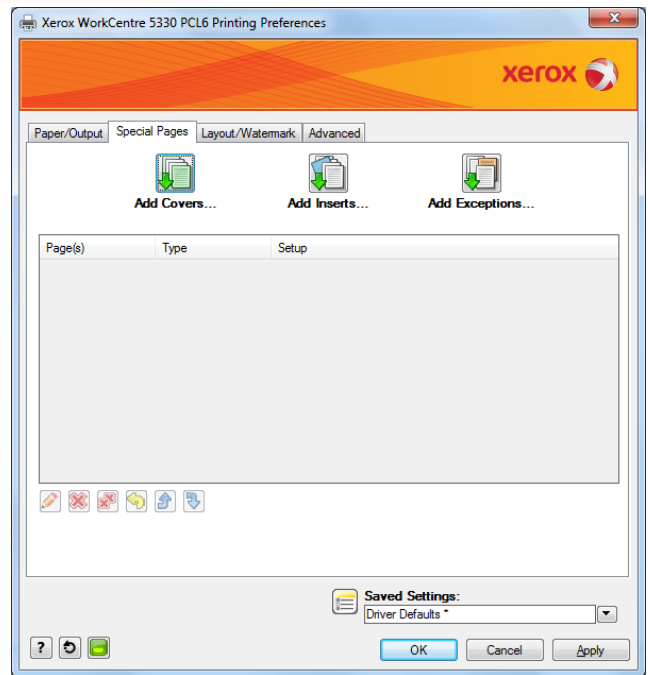 Xerox WorkCentre 5330 PCL6 Printing Preferences
xerox
Paper/Output Special Pages Layout/Watermark Advanced
Add Covers... Add Inserts... Add Exceptions...
Page(s) Type Setup
Saved Settings:
Driver Defaults *
? OK Cancel Apply